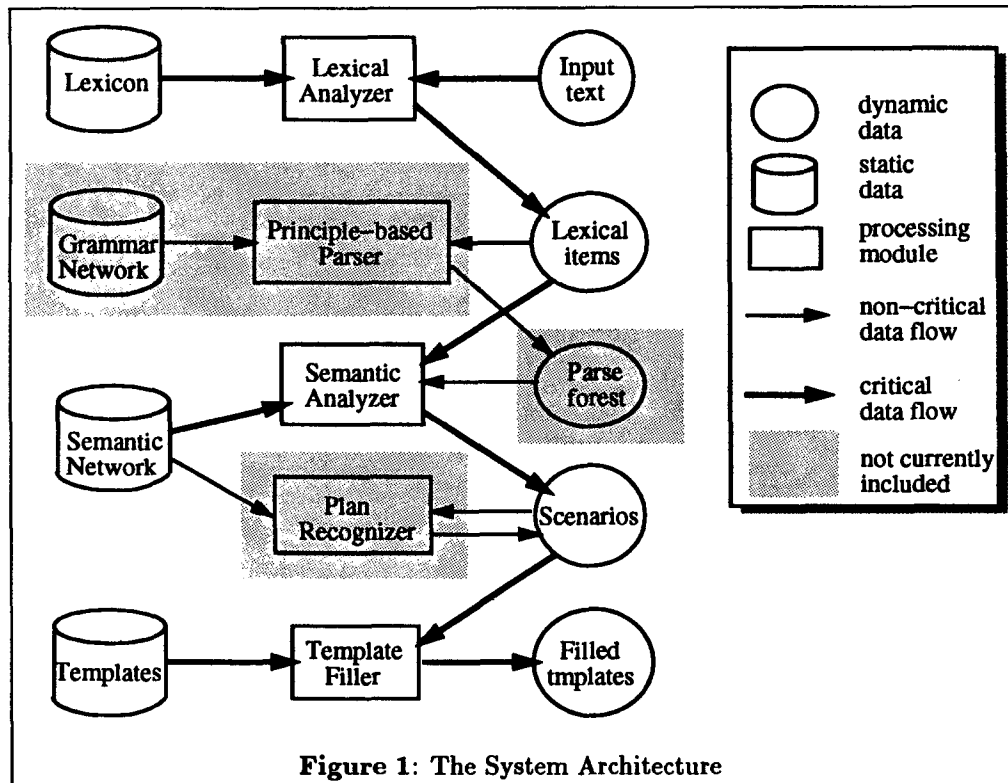 Lexicon
Lexical
Analyzer
Input
text
Grammar
Network
Principle–based
Parser
Lexical
items
Semantic
Analyzer
Parse
forest
Semantic
Network
Plan
Recognizer
Scenarios
Templates
Template
Filler
Filled
tmplates
dynamic
data
static
data
processing
module
non–critical
data flow
critical
data flow
not currently
included
Figure 1: The System Architecture